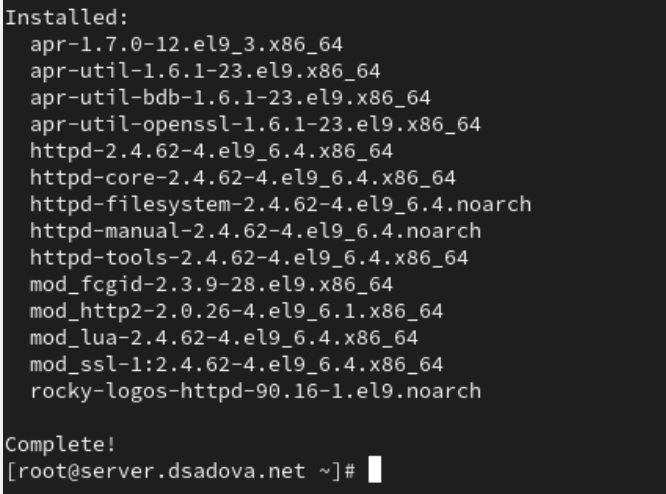 Installed:
apr-1.7.0-12.el9_3.x86_64
apr-util-1.6.1-23.el9.x86_64
apr-util-bdb-1.6.1-23.el9.x86_64
apr-util-openssl-1.6.1-23.el9.x86_64
httpd-2.4.62-4.el9_6.4.x86_64
httpd-core-2.4.62-4.el9_6.4.x86_64
httpd-filesystem-2.4.62-4.el9_6.4.noarch
httpd-manual-2.4.62-4.el9_6.4.noarch
httpd-tools-2.4.62-4.el9_6.4.x86_64
mod_fcgid-2.3.9-28.el9.x86_64
mod_http2-2.0.26-4.el9_6.1.x86_64
mod_lua-2.4.62-4.el9_6.4.x86_64
mod_ssl-1:2.4.62-4.el9_6.4.x86_64
rocky-logos-httpd-90.16-1.el9.noarch
Complete!
[root@server.dsadova.net ~]#